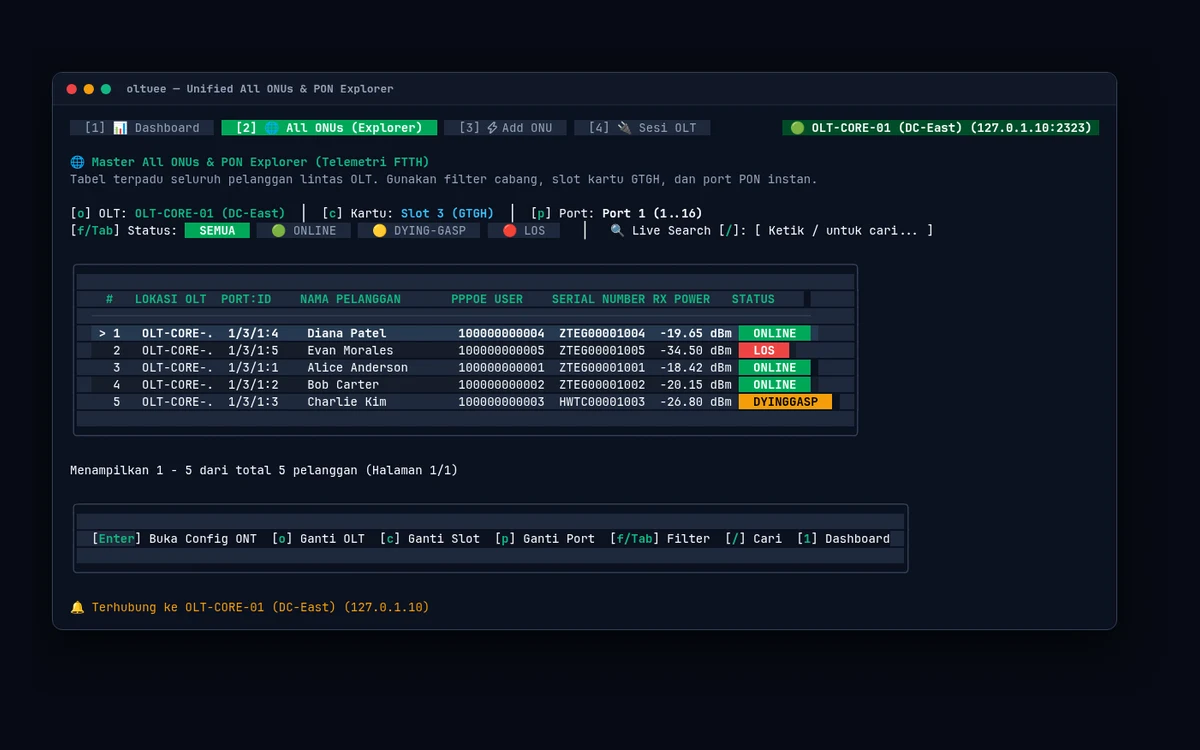 oltuee — Unified All ONUs & PON Explorer
[1] 📊 Dashboard [2] 🌐 All ONUs (Explorer) [3] ⚡ Add ONU [4] 🔌 Sesi OLT 🟢 OLT-CORE-01 (DC-East) (127.0.1.10:2323)
🌐 Master All ONUs & PON Explorer (Telemetri FTTH)
Tabel terpadu seluruh pelanggan lintas OLT. Gunakan filter cabang, slot kartu GTGH, dan port PON instan.
[o] OLT: OLT-CORE-01 (DC-East) │ [c] Kartu: Slot 3 (GTGH) │ [p] Port: Port 1 (1..16)
[f/Tab] Status: SEMUA 🟢 ONLINE 🟡 DYING-GASP 🔴 LOS │ 🔍 Live Search [/]: [ Ketik / untuk cari... ]
# LOKASI OLT PORT:ID NAMA PELANGGAN PPPOE USER SERIAL NUMBER RX POWER STATUS
> 1 OLT-CORE-. 1/3/1:4 Diana Patel 100000000004 ZTEG00001004 -19.65 dBm ONLINE
2 OLT-CORE-. 1/3/1:5 Evan Morales 100000000005 ZTEG00001005 -34.50 dBm LOS
3 OLT-CORE-. 1/3/1:1 Alice Anderson 100000000001 ZTEG00001001 -18.42 dBm ONLINE
4 OLT-CORE-. 1/3/1:2 Bob Carter 100000000002 ZTEG00001002 -20.15 dBm ONLINE
5 OLT-CORE-. 1/3/1:3 Charlie Kim 100000000003 HWTC00001003 -26.80 dBm DYINGGASP
Menampilkan 1 - 5 dari total 5 pelanggan (Halaman 1/1)
[Enter] Buka Config ONT [o] Ganti OLT [c] Ganti Slot [p] Ganti Port [f/Tab] Filter [/] Cari [1] Dashboard
🔔 Terhubung ke OLT-CORE-01 (DC-East) (127.0.1.10)